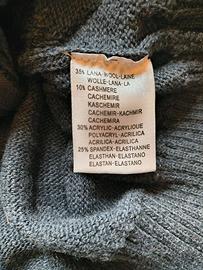 35% LANA-WOOL-LAINE
WOLLE-LANA-LA
10% CASHMERE
CACHEMIRE
KASCHEMIR
CACHEMIR-KACHMIR
CACHEMIRA
30% ACRYLIC-ACRYLIQUE
POLYACRYL-ACRILICA
ACRILICA-ACRILICA
25% SPANDEX-ELASTHANNE
ELASTHAN-ELASTANO
ELASTAN-ELASTANO